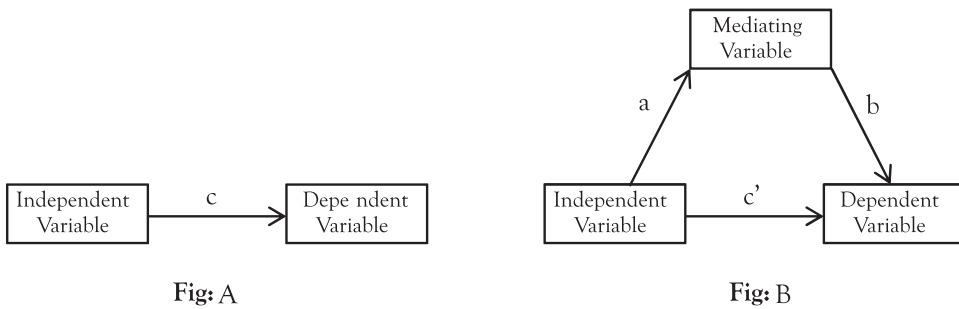 Independent
Variable
c
Depe ndent
Variable
Fig: A
Mediating
Variable
a
b
Independent
Variable
c'
Dependent
Variable
Fig: B